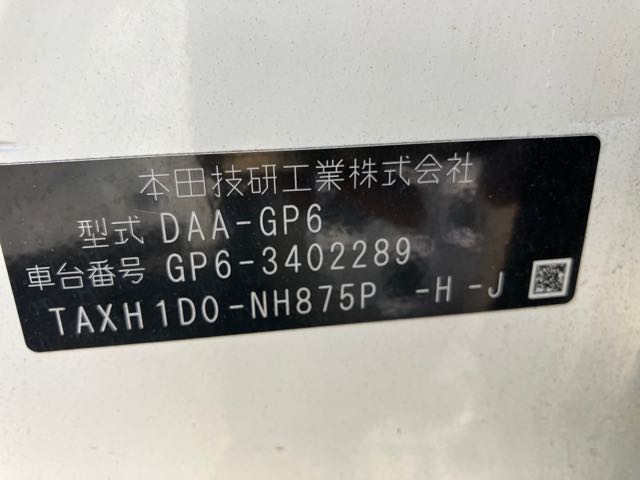 本田技研工業株式会社
型式 DAA-GP6
車台番号 GP6-3402289
TAXH1D0-NH875P -H-J